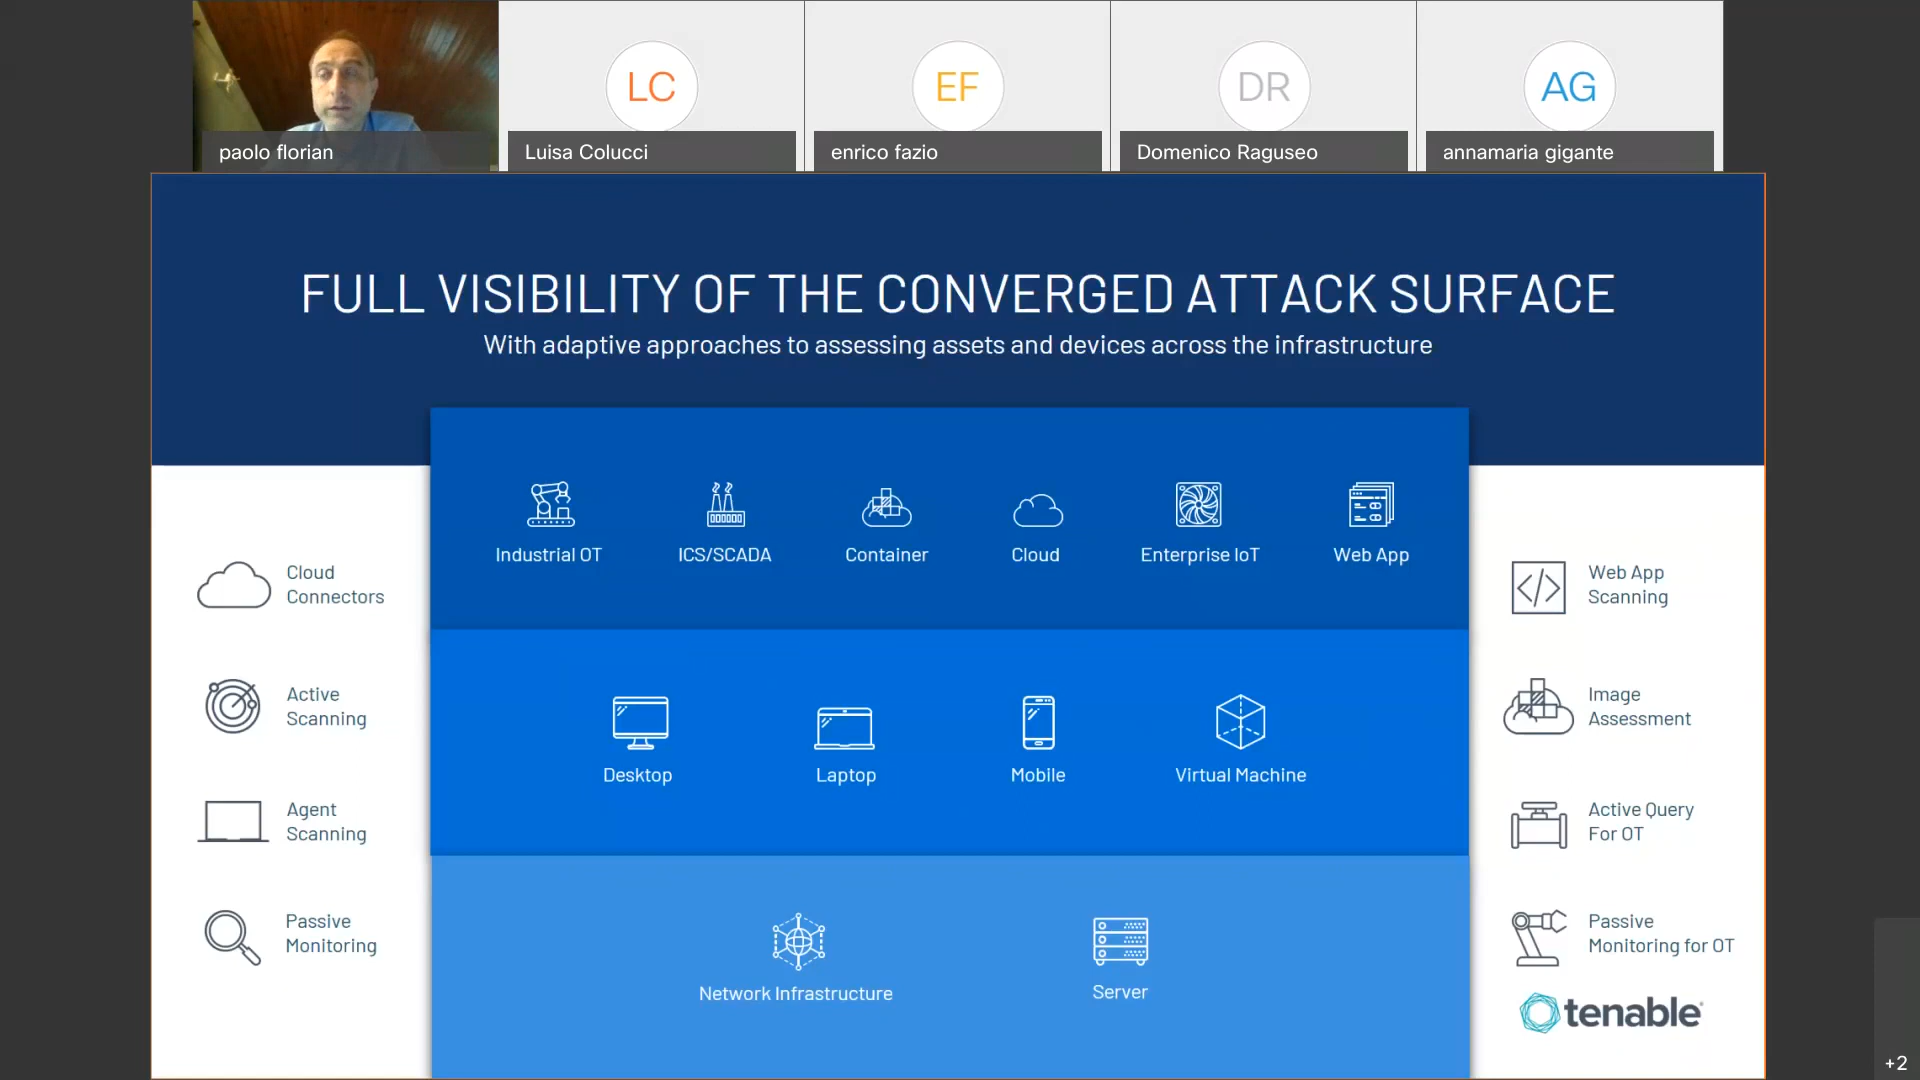 LC
EF
DR
AG
paolo florian
Luisa Colucci
enrico fazio
Domenico Raguseo
annamaria gigante
FULL VISIBILITY OF THE CONVERGED ATTACK SURFACE
With adaptive approaches to assessing assets and devices across the infrastructure
Industrial OT
ICS/SCADA
Container
Cloud
Enterprise IoT
Web App
Cloud
Connectors
Active
Scanning
Agent
Scanning
Passive
Monitoring
Desktop
Laptop
Mobile
Virtual Machine
Network Infrastructure
Server
Web App
Scanning
Image
Assessment
Active Query
For OT
Passive
Monitoring for OT
tenable
+2